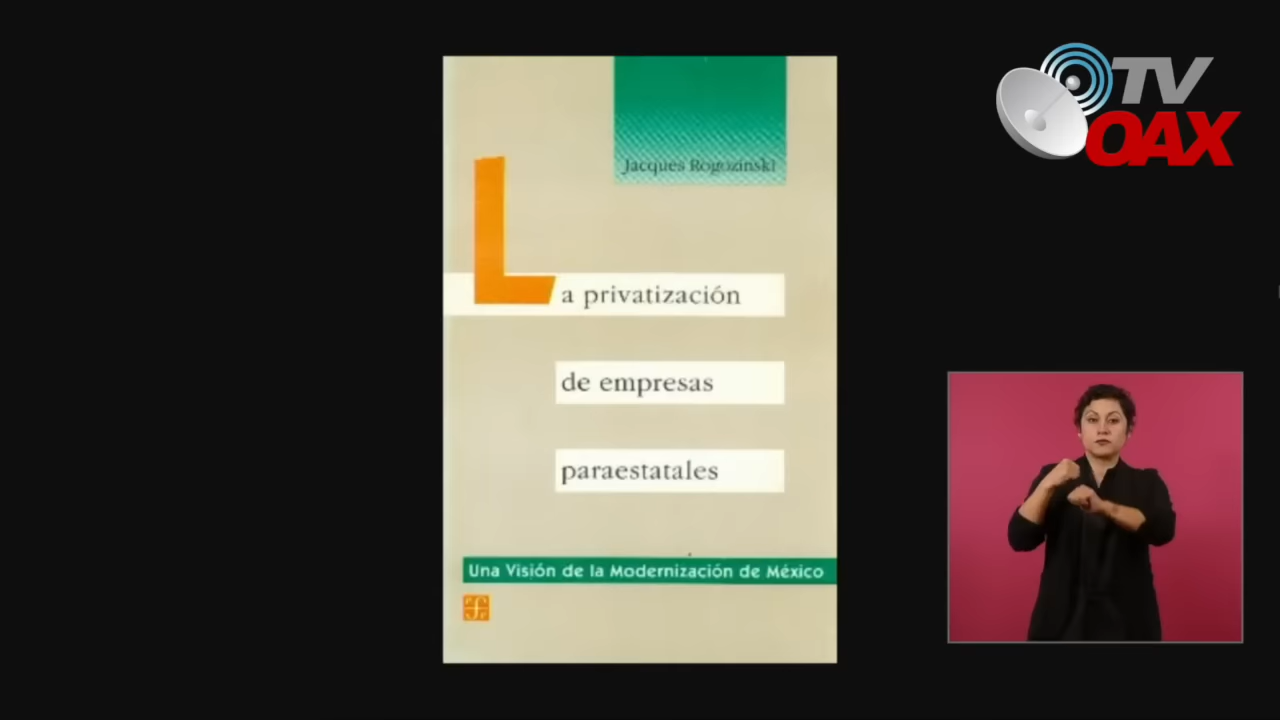 TV
OAX
Jacques Rogozinski
La privatización
de empresas
paraestatales
Una Visión de la Modernización de México